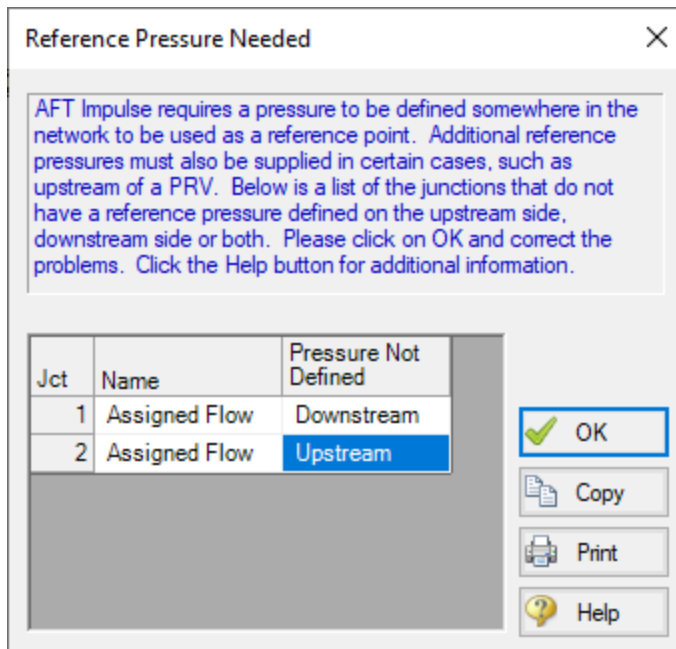 Reference Pressure Needed
AFT Impulse requires a pressure to be defined somewhere in the
network to be used as a reference point. Additional reference
pressures must also be supplied in certain cases, such as
upstream of a PRV. Below is a list of the junctions that do not
have a reference pressure defined on the upstream side,
downstream side or both. Please click on OK and correct the
problems. Click the Help button for additional information.
Jct Name Pressure Not
Defined
1 Assigned Flow Downstream
2 Assigned Flow Upstream
OK
Copy
Print
Help